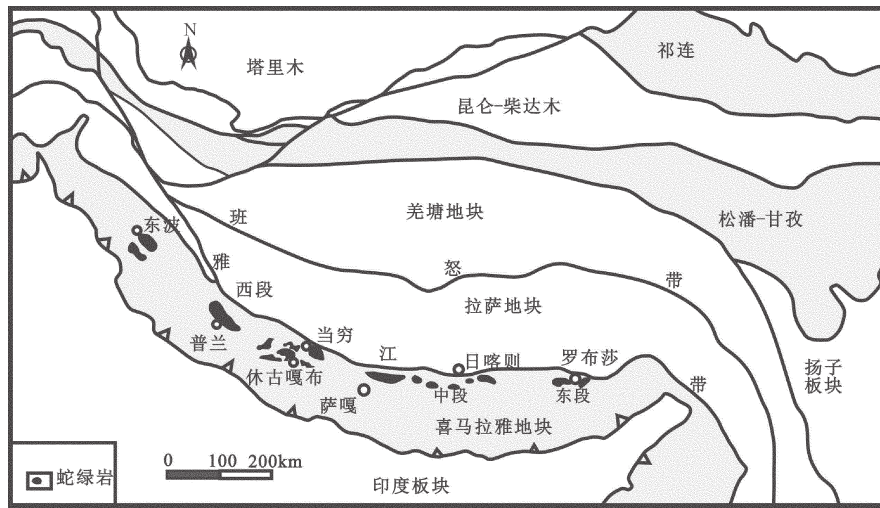 N
祁连
塔里木
昆仑-柴达木
羌塘地块
松潘-甘孜
班
东波
怒
雅
带
西段
拉萨地块
当穷
普兰
江
日喀则
罗布莎
扬子
板块
休古嘎布
萨嘎
中段
东段
带
喜马拉雅地块
0 100 200km
蛇绿岩
印度板块